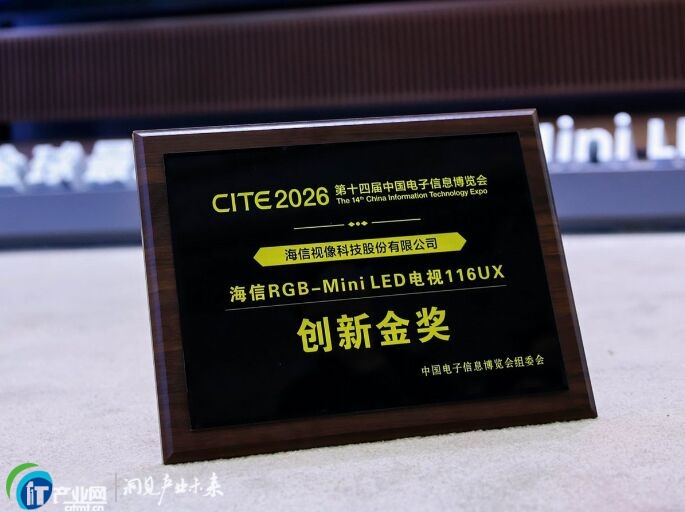 CITE2026 第十四届中国电子信息博览会
The 14th China Information Technology Expo
海信视像科技股份有限公司
海信RGB-Mini LED电视116UX
创新金奖
中国电子信息博览会组委会
Mini L
iT产业网 洞见产业未来
citmt.cn